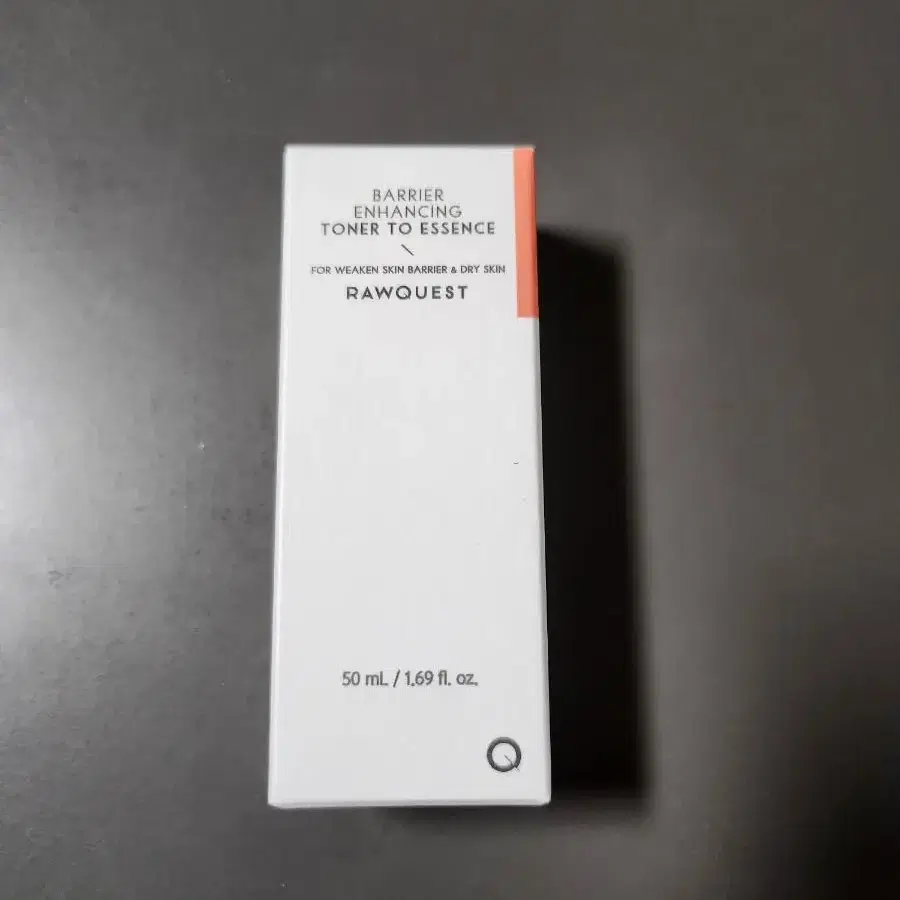 BARRIER
ENHANCING
TONER TO ESSENCE
\
FOR WEAKEN SKIN BARRIER & DRY SKIN
RAWQUEST
50 mL / 1.69 fl. oz.
Q